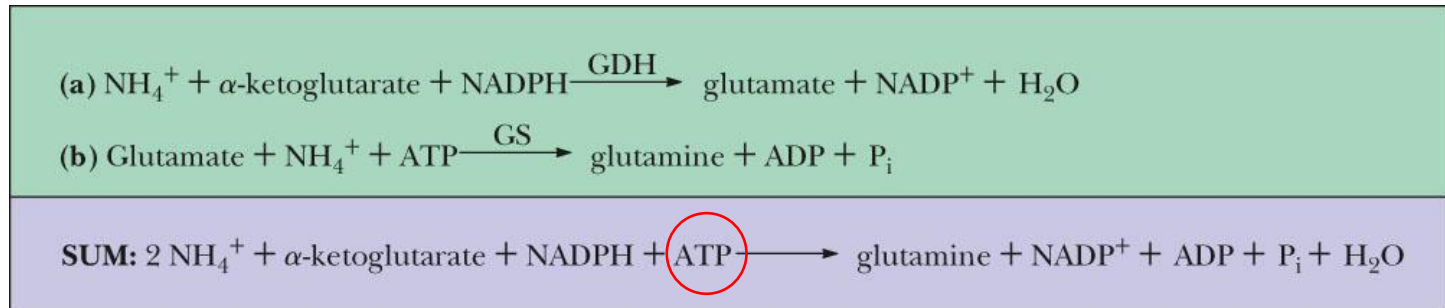 (a) NH₄⁺ + α-ketoglutarate + NADPH GDH⟶ glutamate + NADP⁺ + H₂O
(b) Glutamate + NH₄⁺ + ATP GS⟶ glutamine + ADP + Pᵢ
SUM: 2 NH₄⁺ + α-ketoglutarate + NADPH + ATP ⟶ glutamine + NADP⁺ + ADP + Pᵢ + H₂O